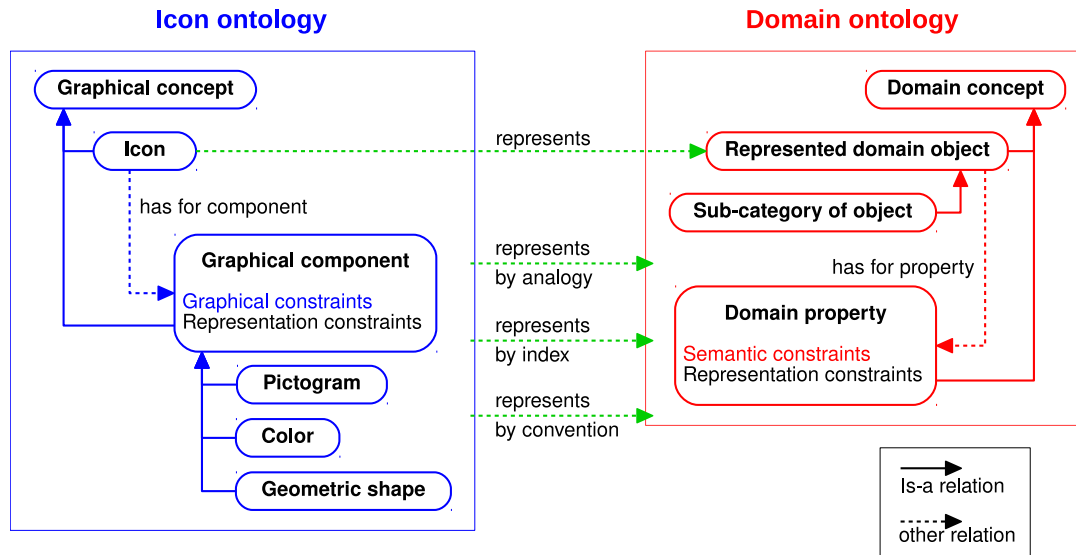 Icon ontology
Domain ontology
Graphical concept
Icon
has for component
Graphical component
Graphical constraints
Representation constraints
Pictogram
Color
Geometric shape
represents
represents
by analogy
represents
by index
represents
by convention
Domain concept
Represented domain object
Sub-category of object
has for property
Domain property
Semantic constraints
Representation constraints
Is-a relation
other relation